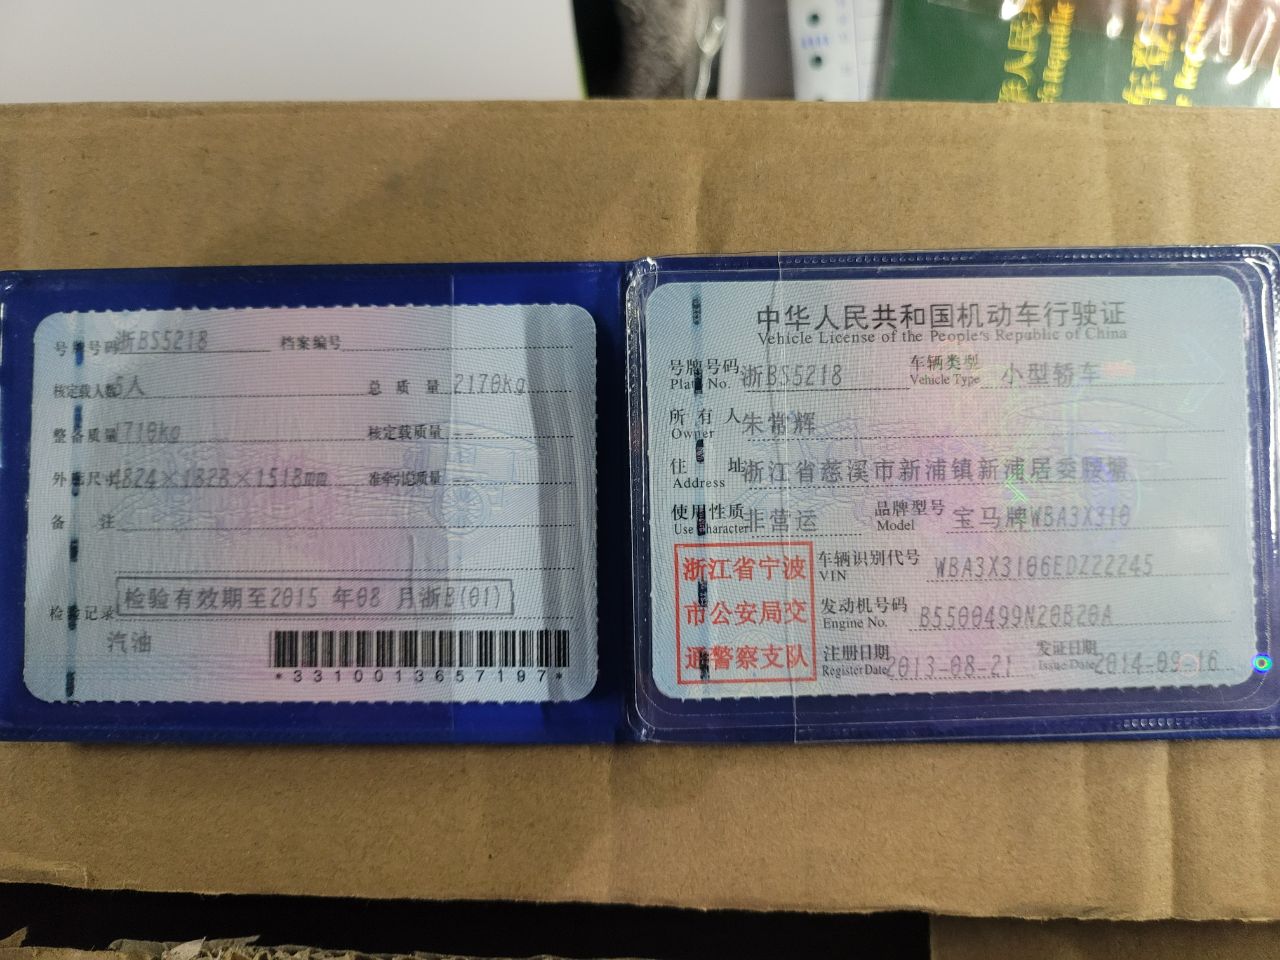 号牌号码 浙BS5218 档案编号
核定载人数 5人 总质量 2170kg
整备质量 1710kg 核定载质量 --
外廓尺寸 4824×1828×1518mm 准牵引总质量 --
备注
检验记录 检验有效期至2015 年08 月浙B(01)
汽油
*3310013657197*
中华人民共和国机动车行驶证
Vehicle License of the People's Republic of China
号牌号码 浙BS5218 车辆类型 小型轿车
Plate No. Vehicle Type
所有人 朱常辉
Owner
住址 浙江省慈溪市新浦镇新浦居委腰塘
Address
使用性质 非营运 品牌型号 宝马牌WBA3X310
Use Character Model
浙江省宁波
市公安局交
通警察支队
车辆识别代号 WBA3X3106EDZ22245
VIN
发动机号码 B5500499N20B20A
Engine No.
注册日期 2013-08-21 发证日期 2014-09-16
Register Date Issue Date